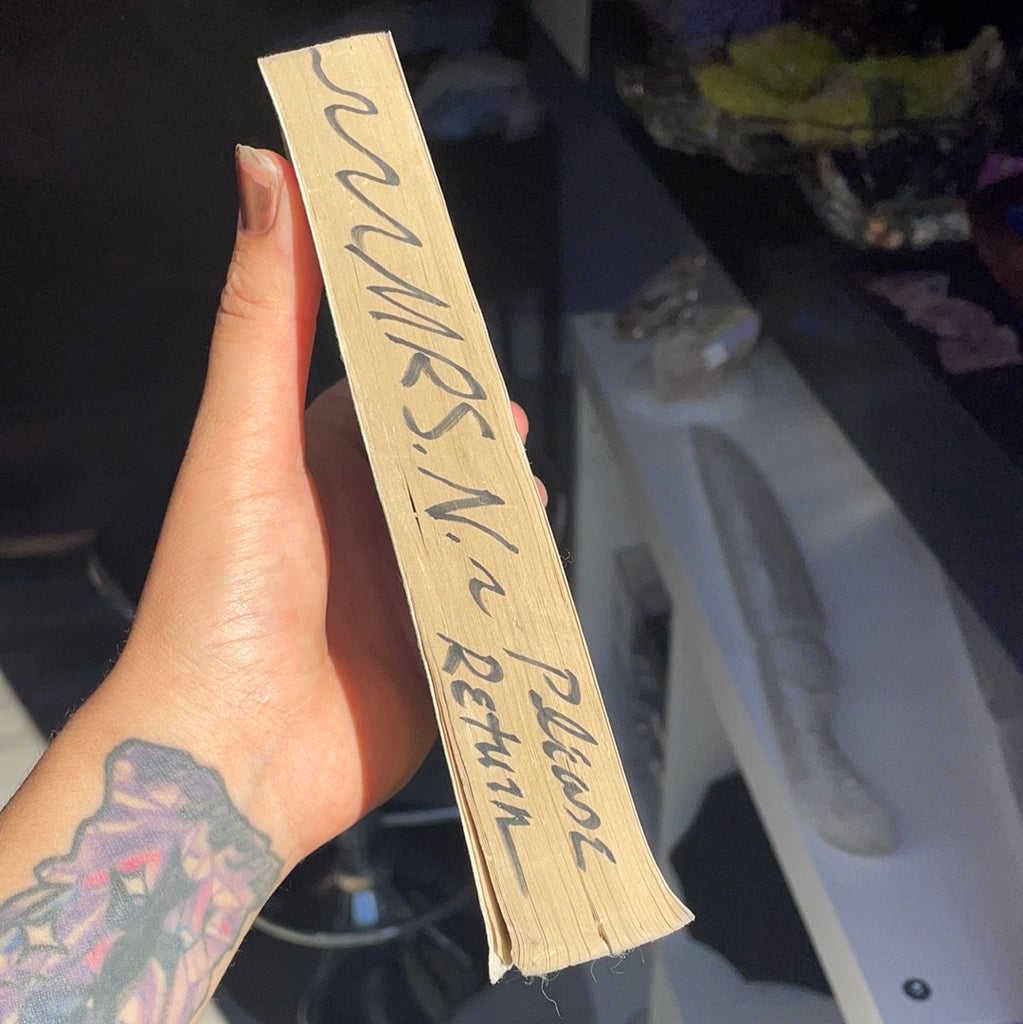 MRS. N. ~ Please
Return